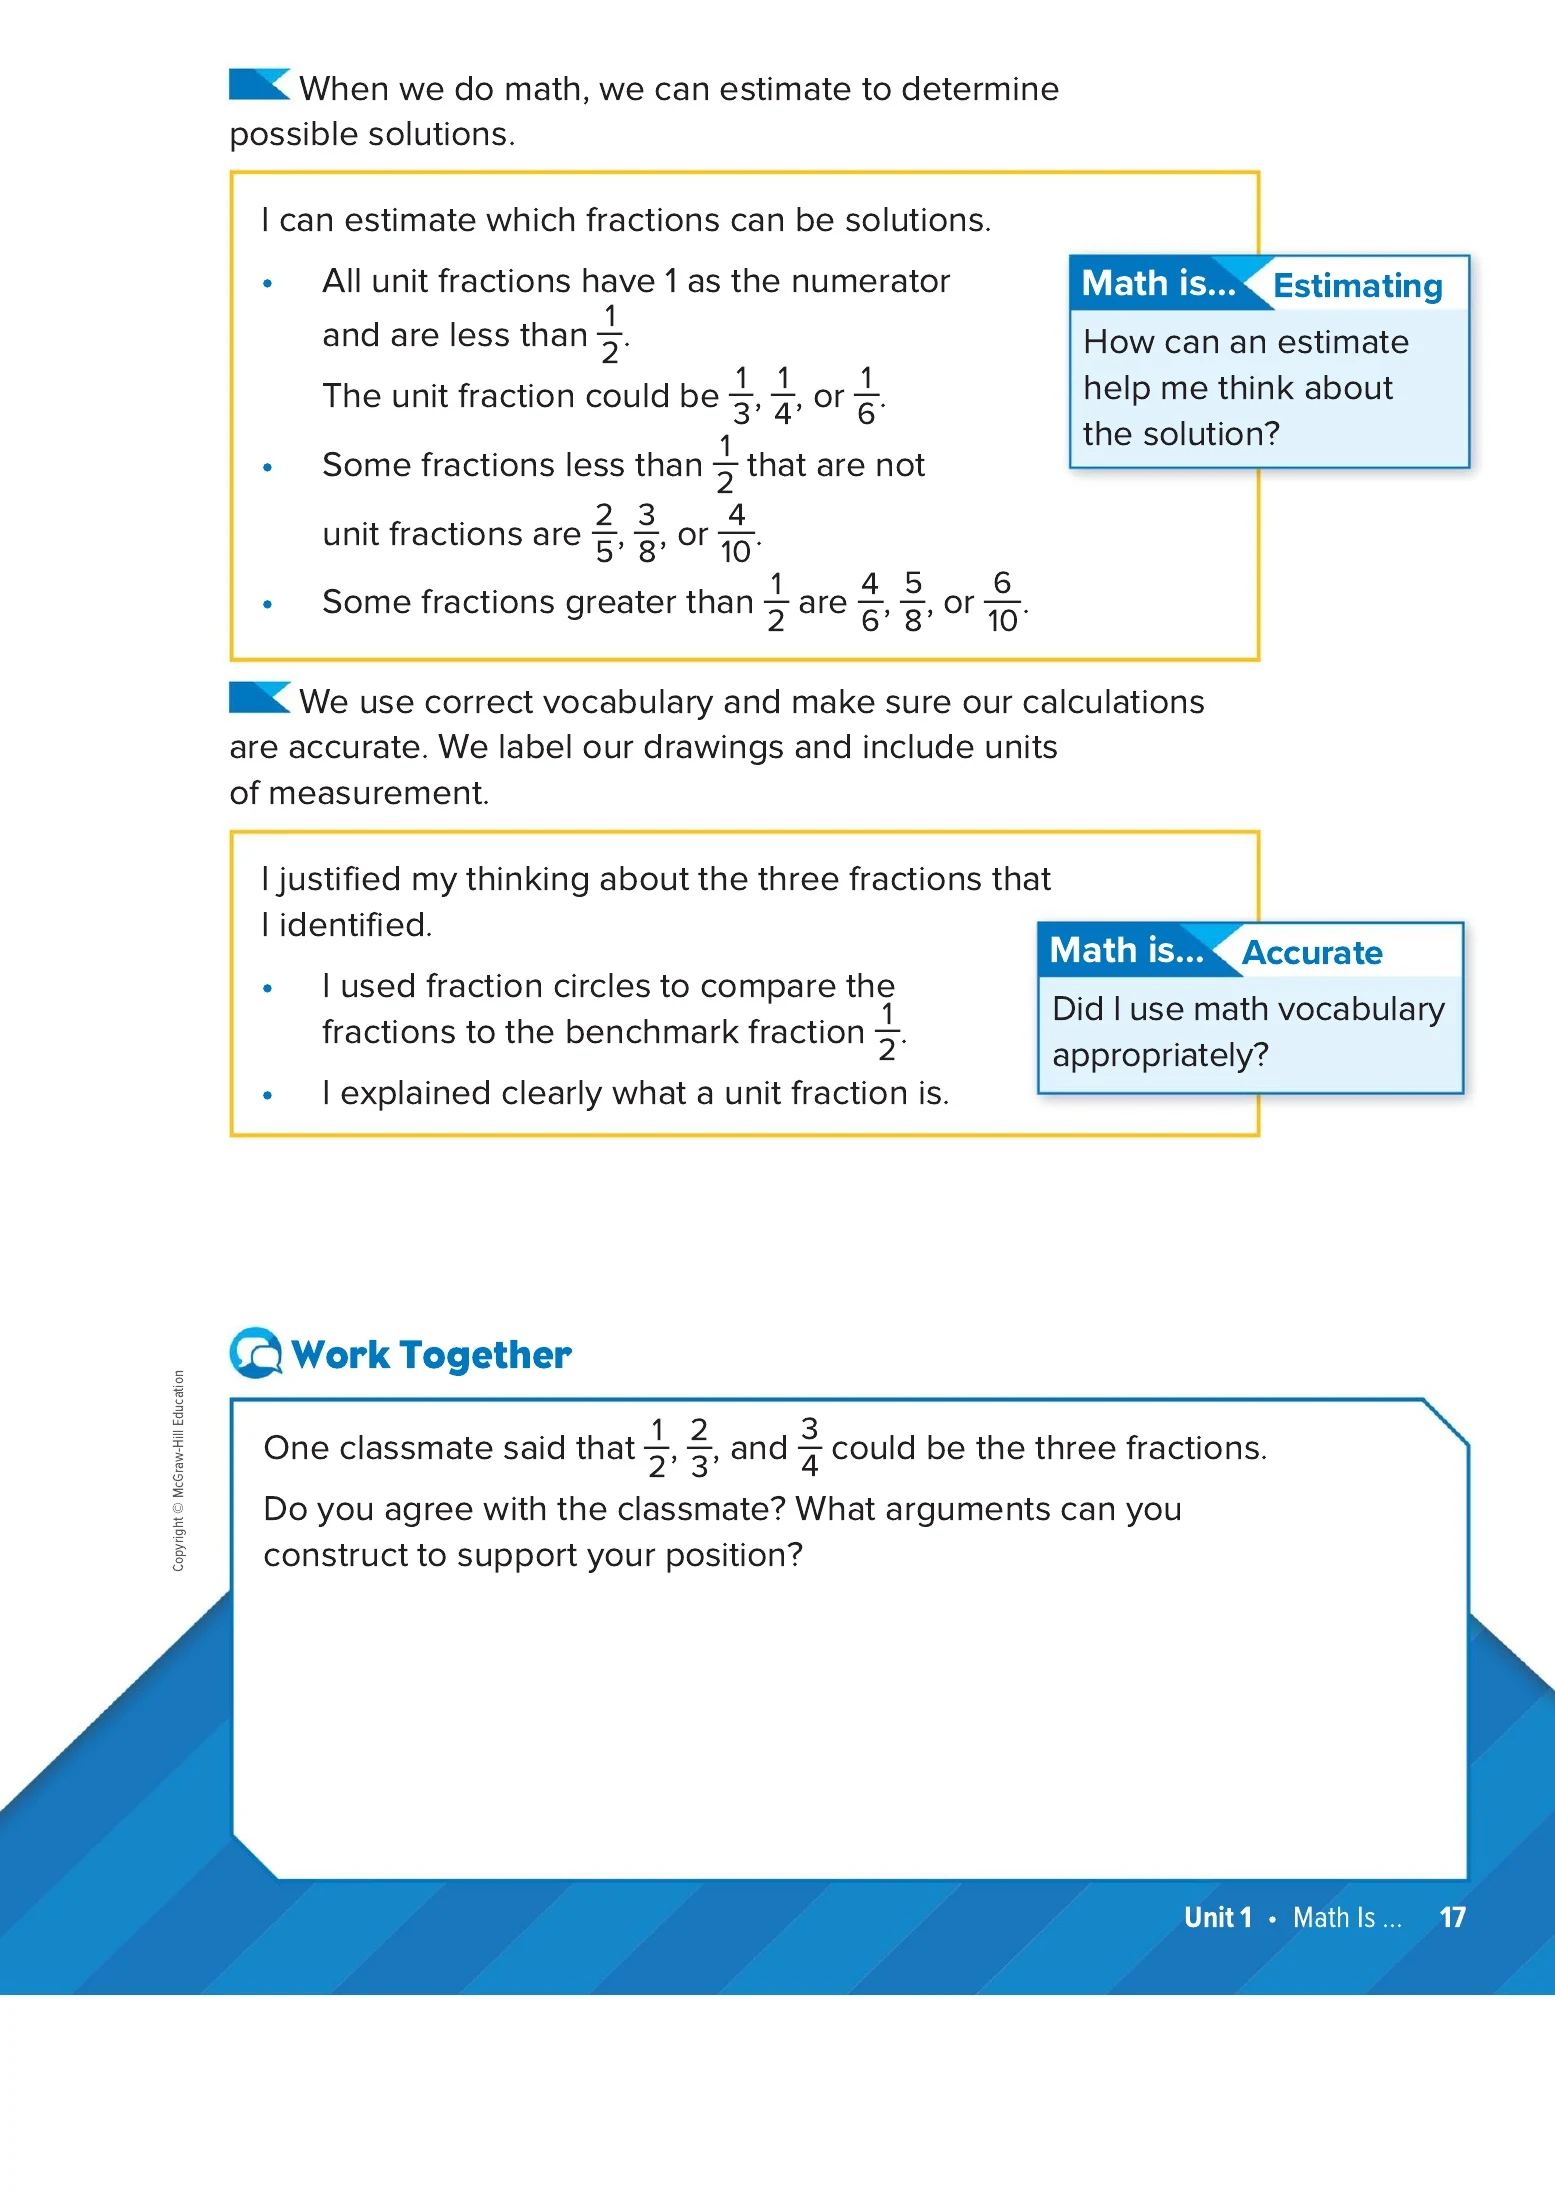 When we do math, we can estimate to determine
possible solutions.
I can estimate which fractions can be solutions.
• All unit fractions have 1 as the numerator
and are less than 1/2.
The unit fraction could be 1/3, 1/4, or 1/6.
• Some fractions less than 1/2 that are not
unit fractions are 2/5, 3/8, or 4/10.
• Some fractions greater than 1/2 are 4/6, 5/8, or 6/10.
Math is... Estimating
How can an estimate
help me think about
the solution?
We use correct vocabulary and make sure our calculations
are accurate. We label our drawings and include units
of measurement.
I justified my thinking about the three fractions that
I identified.
• I used fraction circles to compare the
fractions to the benchmark fraction 1/2.
• I explained clearly what a unit fraction is.
Math is... Accurate
Did I use math vocabulary
appropriately?
Work Together
One classmate said that 1/2, 2/3, and 3/4 could be the three fractions.
Do you agree with the classmate? What arguments can you
construct to support your position?
Copyright © McGraw-Hill Education
Unit 1 • Math Is ... 17